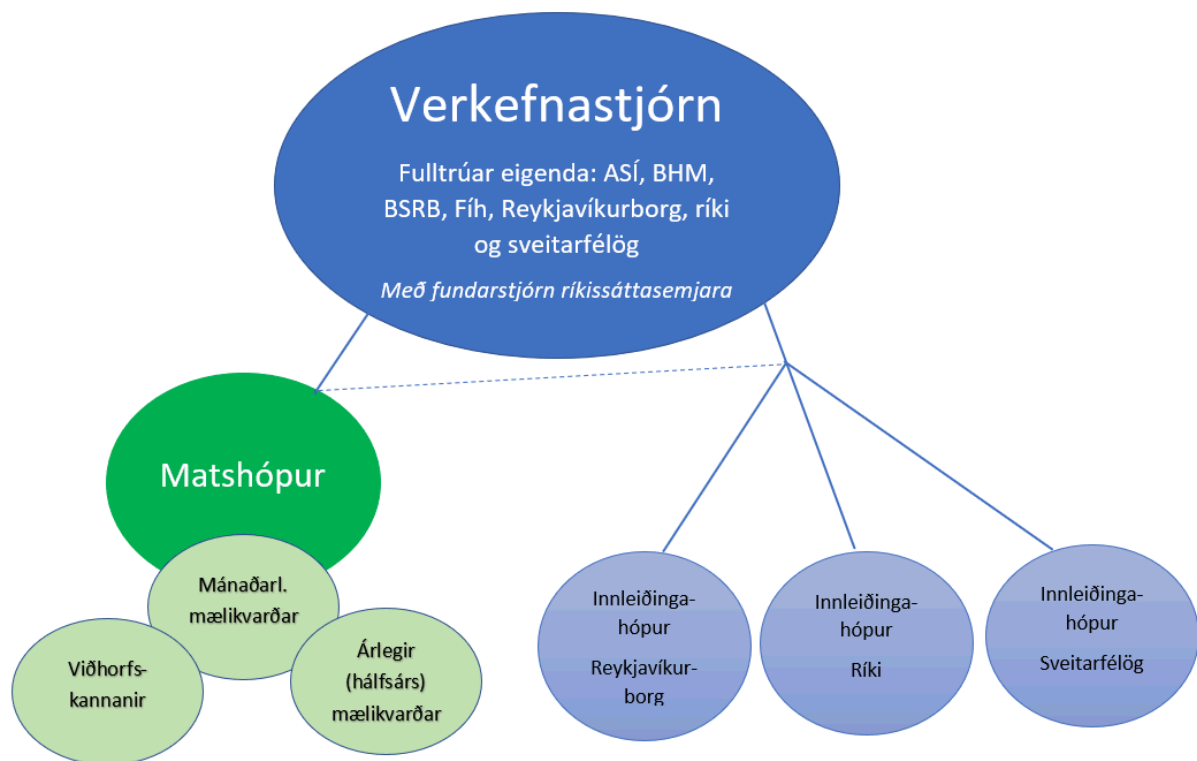 Verkefnastjórn
Fulltrúar eigenda: ASÍ, BHM,
BSRB, Fíh, Reykjavíkurborg, ríki
og sveitarfélög
Með fundarstjórn ríkissáttasemjara
Matshópur
Mánaðarl.
mælikvarðar
Viðhorfs-
kannanir
Árlegir
(hálfsárs)
mælikvarðar
Innleiðinga-
hópur
Reykjavíkur-
borg
Innleiðinga-
hópur
Ríki
Innleiðinga-
hópur
Sveitarfélög